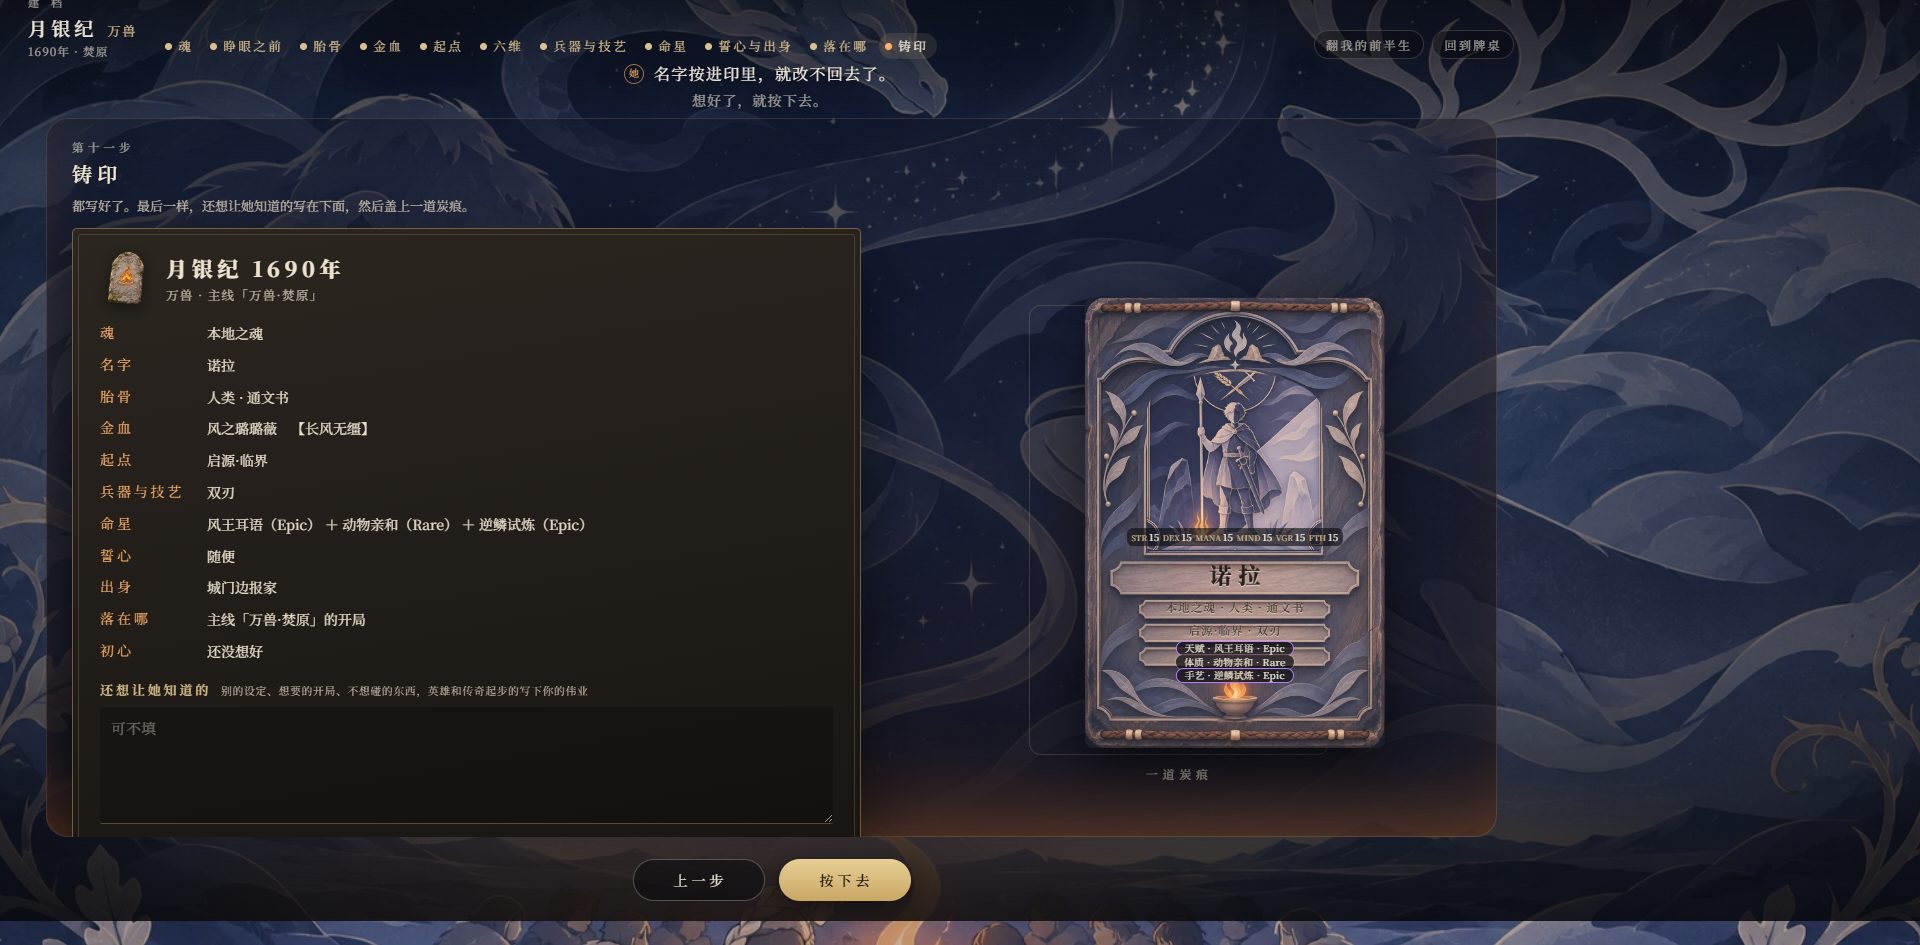 建 档
月银纪 万兽
1690年 · 焚原
魂 睁眼之前 胎骨 金血 起点 六维 兵器与技艺 命星 誓心与出身 落在哪 铸印
翻我的前半生 回到牌桌
她 名字按进印里，就改不回去了。
想好了，就按下去。
第十一步
铸印
都写好了。最后一样，还想让她知道的写在下面，然后盖上一道炭痕。
月银纪 1690年
万兽 · 主线「万兽·焚原」
魂 本地之魂
名字 诺拉
胎骨 人类 · 通文书
金血 风之璐璐薇 【长风无缰】
起点 启源·临界
兵器与技艺 双刃
命星 风王耳语（Epic） ＋ 动物亲和（Rare） ＋ 逆鳞试炼（Epic）
誓心 随便
出身 城门边报家
落在哪 主线「万兽·焚原」的开局
初心 还没想好
还想让她知道的 别的设定、想要的开局、不想碰的东西，英雄和传奇起步的写下你的伟业
可不填
STR 15 DEX 15 MANA 15 MIND 15 VGR 15 FTH 15
诺拉
本地之魂 · 人类 · 通文书
启源·临界 · 双刃
天赋 · 风王耳语 · Epic
体质 · 动物亲和 · Rare
手艺 · 逆鳞试炼 · Epic
一道炭痕
上一步 按下去